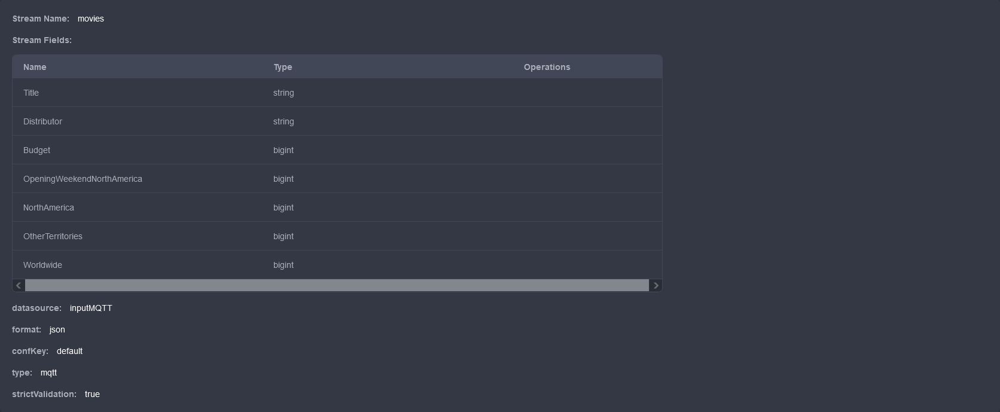 Stream Name: movies
Stream Fields:
Name Type Operations
Title string
Distributor string
Budget bigint
OpeningWeekendNorthAmerica bigint
NorthAmerica bigint
OtherTerritories bigint
Worldwide bigint
datasource: inputMQTT
format: json
confKey: default
type: mqtt
strictValidation: true